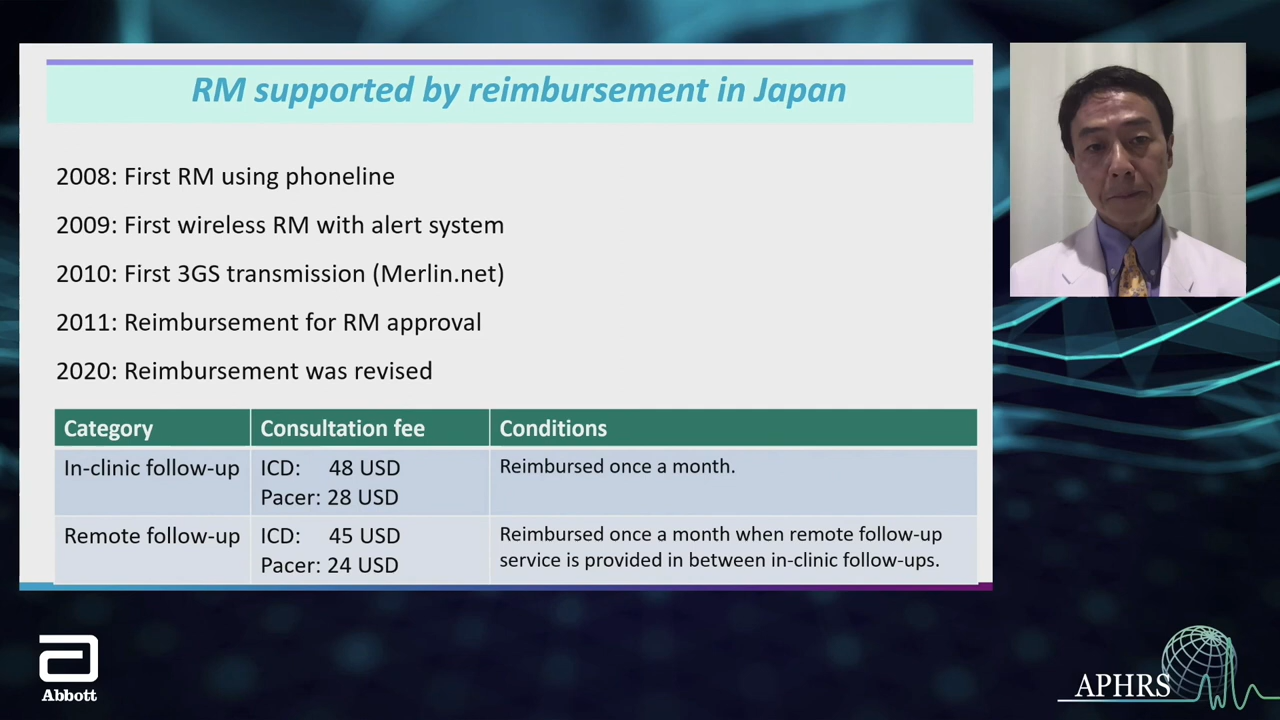 RM supported by reimbursement in Japan
2008: First RM using phoneline
2009: First wireless RM with alert system
2010: First 3GS transmission (Merlin.net)
2011: Reimbursement for RM approval
2020: Reimbursement was revised
Category Consultation fee Conditions
In-clinic follow-up ICD: 48 USD Reimbursed once a month.
Pacer: 28 USD
Remote follow-up ICD: 45 USD Reimbursed once a month when remote follow-up
Pacer: 24 USD service is provided in between in-clinic follow-ups.
Abbott
APHRS